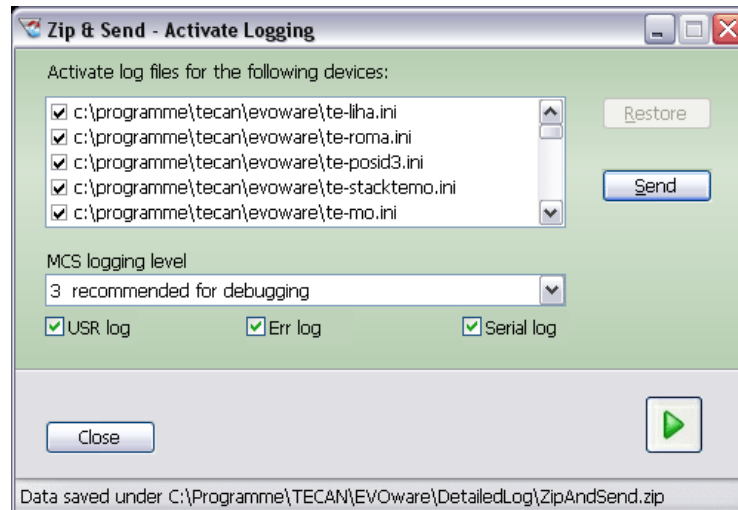 Zip & Send - Activate Logging
Activate log files for the following devices:
c:\programme\tecan\evoware\te-liha.ini
Restore
c:\programme\tecan\evoware\te-roma.ini
c:\programme\tecan\evoware\te-posid3.ini
c:\programme\tecan\evoware\te-stacktemo.ini
Send
c:\programme\tecan\evoware\te-mo.ini
MCS logging level
3 recommended for debugging
USR log Err log Serial log
Close
Data saved under C:\Programme\TECAN\EVOware\DetailedLog\ZipAndSend.zip